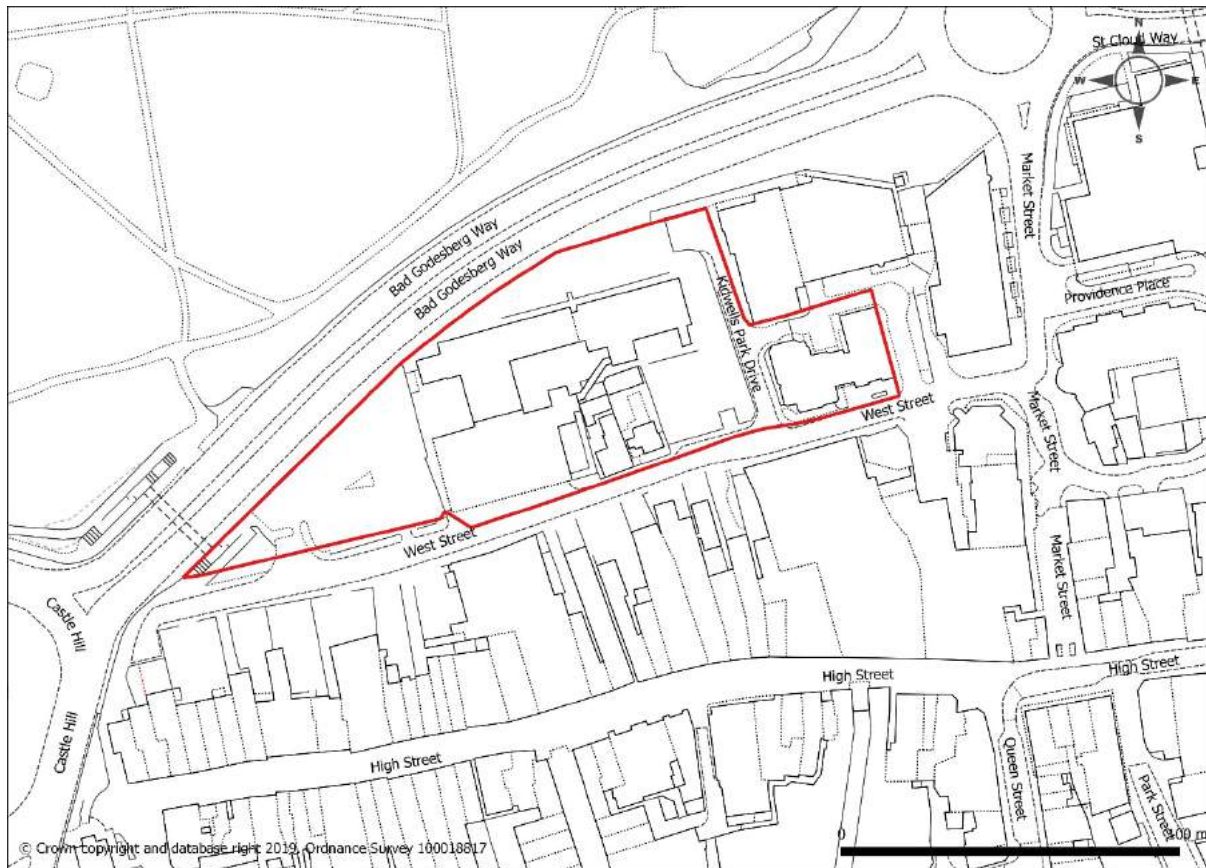 St Cloud Way
N
W
E
S
Market Street
Bad Godesberg Way
Bad Godesberg Way
Kidwells Park Drive
Providence Place
West Street
Market Street
West Street
Market Street
Castle Hill
High Street
High Street
Castle Hill
High Street
Queen Street
Park Street
0
© Crown copyright and database right 2019. Ordnance Survey 100018817